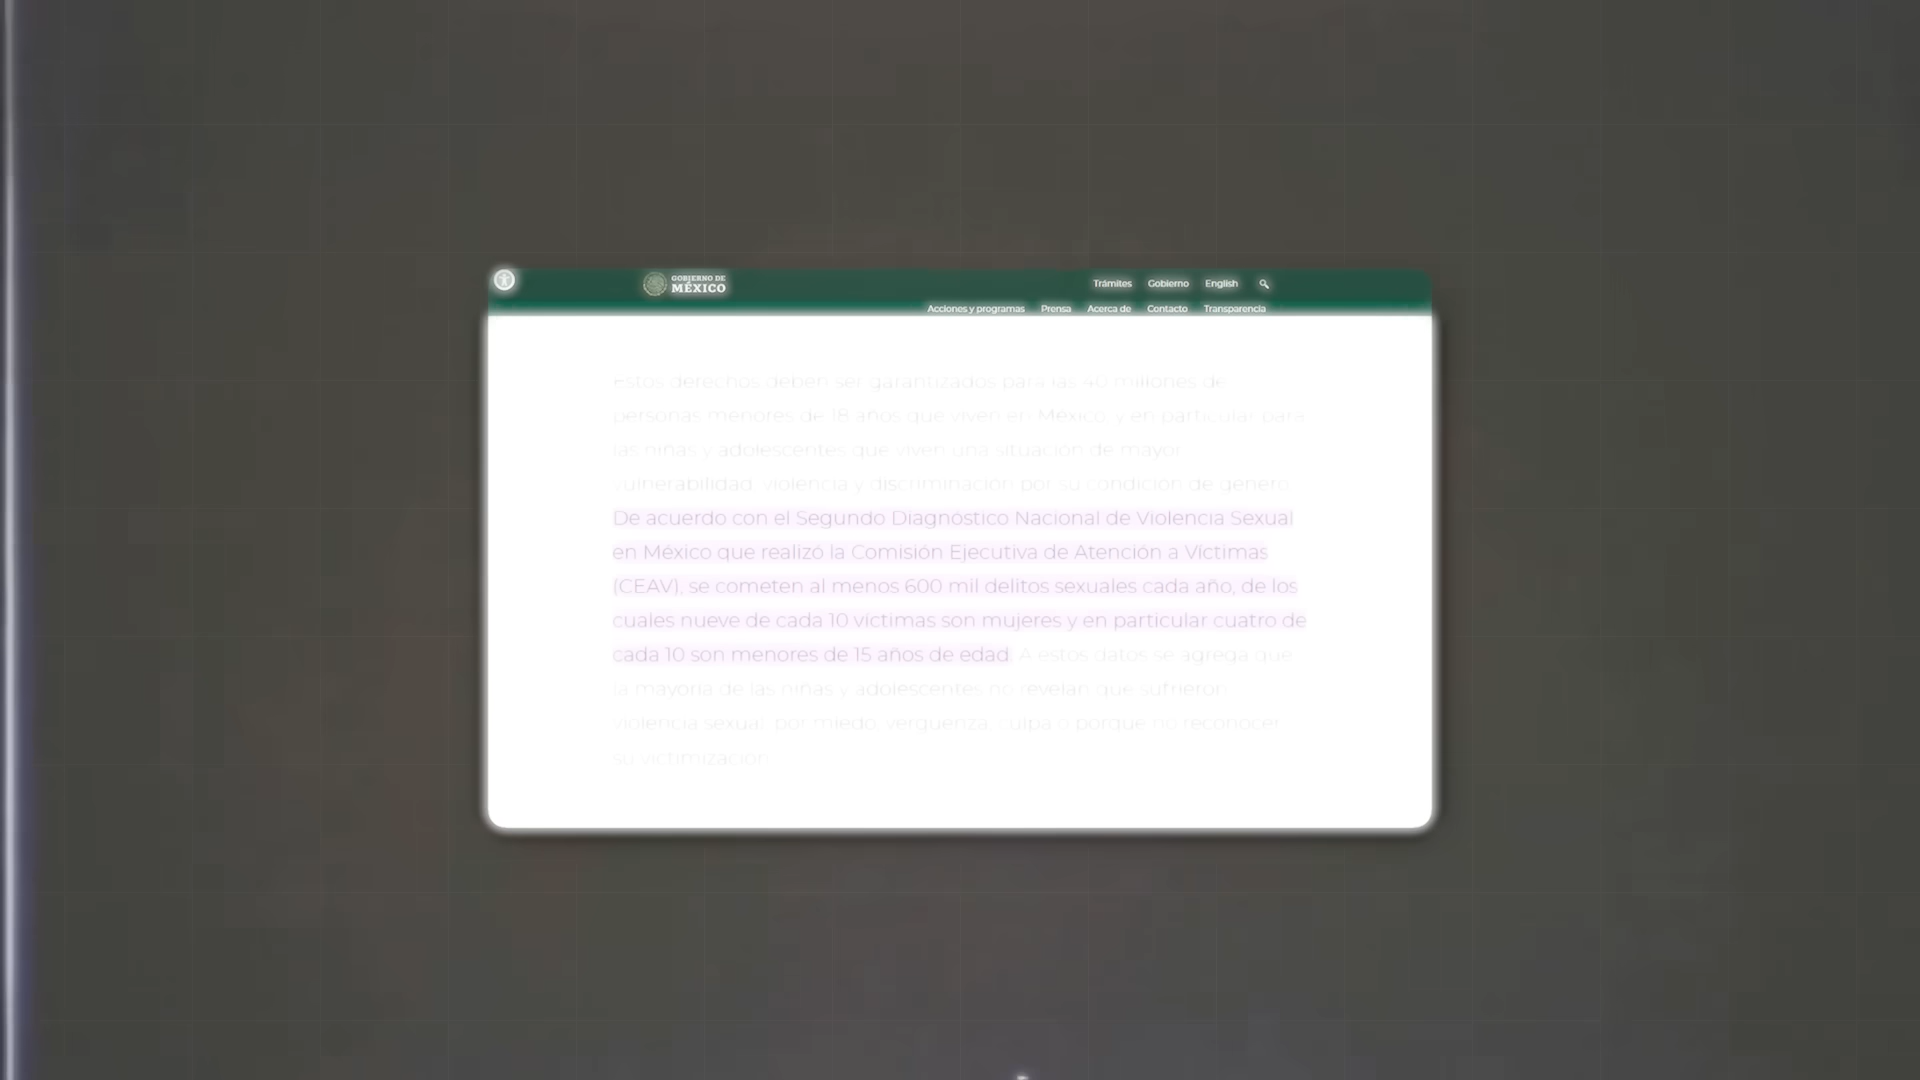 GOBIERNO DE
MÉXICO
Trámites Gobierno English
Acciones y programas Prensa Acerca de Contacto Transparencia
Estos derechos deben ser garantizados para las 40 millones de
personas menores de 18 años que viven en México, y en particular para
las niñas y adolescentes que viven una situación de mayor
vulnerabilidad, violencia y discriminación por su condición de género.
De acuerdo con el Segundo Diagnóstico Nacional de Violencia Sexual
en México que realizó la Comisión Ejecutiva de Atención a Víctimas
(CEAV), se cometen al menos 600 mil delitos sexuales cada año, de los
cuales nueve de cada 10 víctimas son mujeres y en particular cuatro de
cada 10 son menores de 15 años de edad. A estos datos se agrega que
la mayoría de las niñas y adolescentes no revelan que sufrieron
violencia sexual, por miedo, vergüenza, culpa o porque no reconocer
su victimización